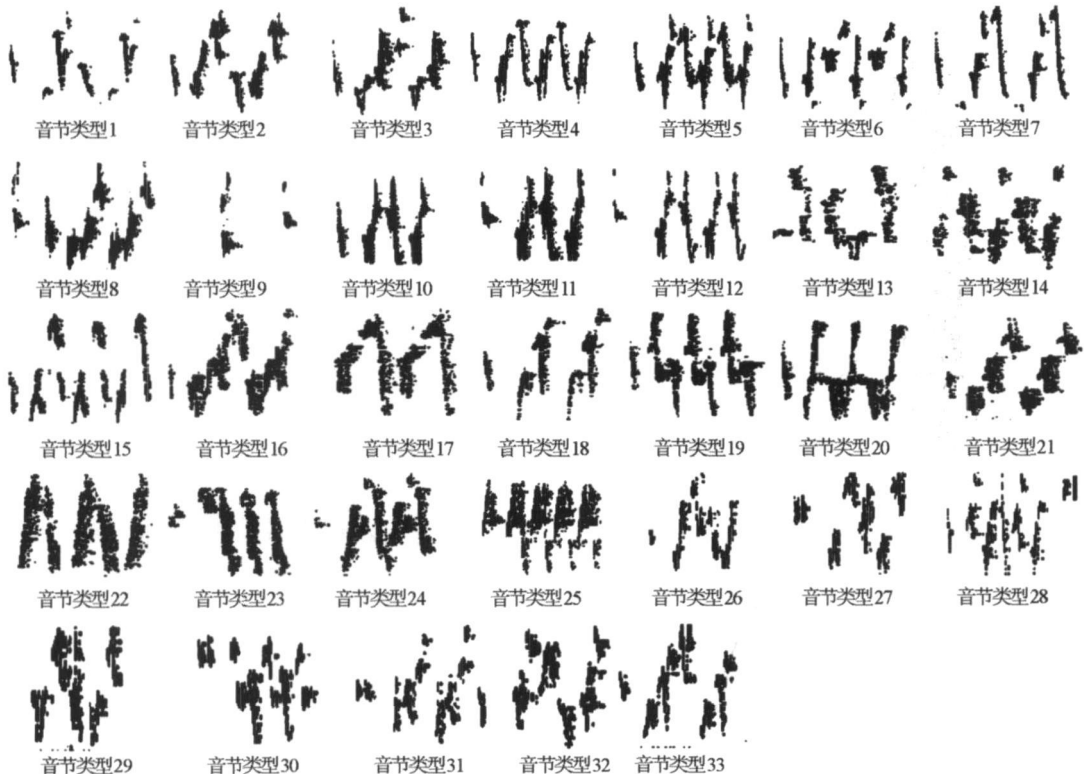 音节类型1 音节类型2 音节类型3 音节类型4 音节类型5 音节类型6 音节类型7
音节类型8 音节类型9 音节类型10 音节类型11 音节类型12 音节类型13 音节类型14
音节类型15 音节类型16 音节类型17 音节类型18 音节类型19 音节类型20 音节类型21
音节类型22 音节类型23 音节类型24 音节类型25 音节类型26 音节类型27 音节类型28
音节类型29 音节类型30 音节类型31 音节类型32 音节类型33